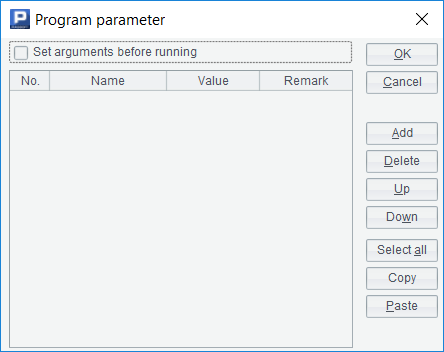 Program parameter
Set arguments before running
No. Name Value Remark
OK
Cancel
Add
Delete
Up
Down
Select all
Copy
Paste